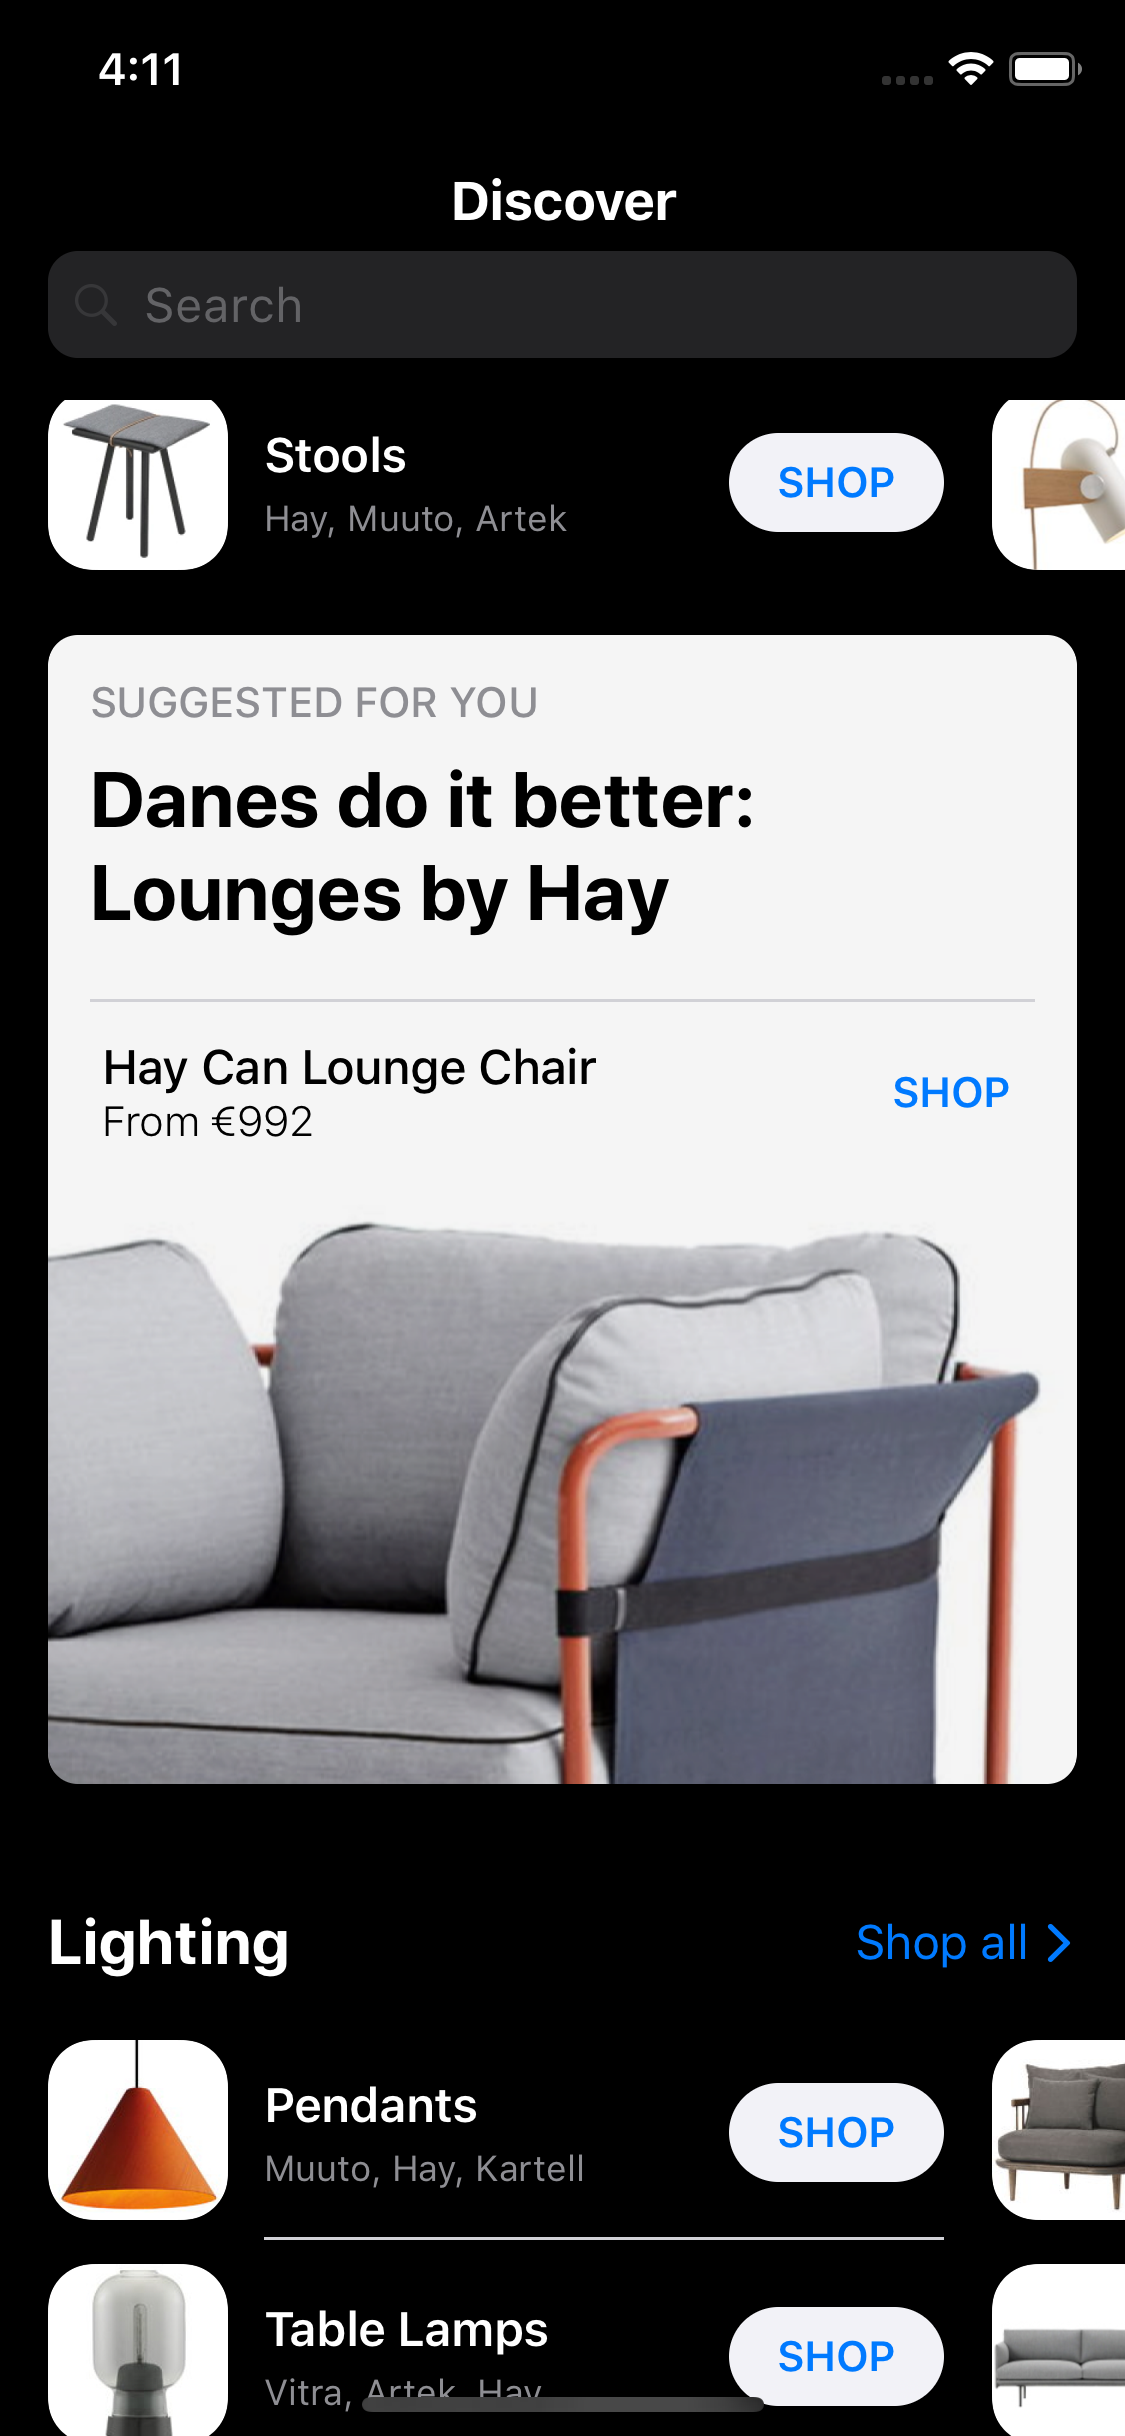 4:11
Discover
Search
Stools
Hay, Muuto, Artek
SHOP
SUGGESTED FOR YOU
Danes do it better:
Lounges by Hay
Hay Can Lounge Chair
From €992
SHOP
Lighting
Shop all
Pendants
Muuto, Hay, Kartell
SHOP
Table Lamps
Vitra, Artek, Hay
SHOP